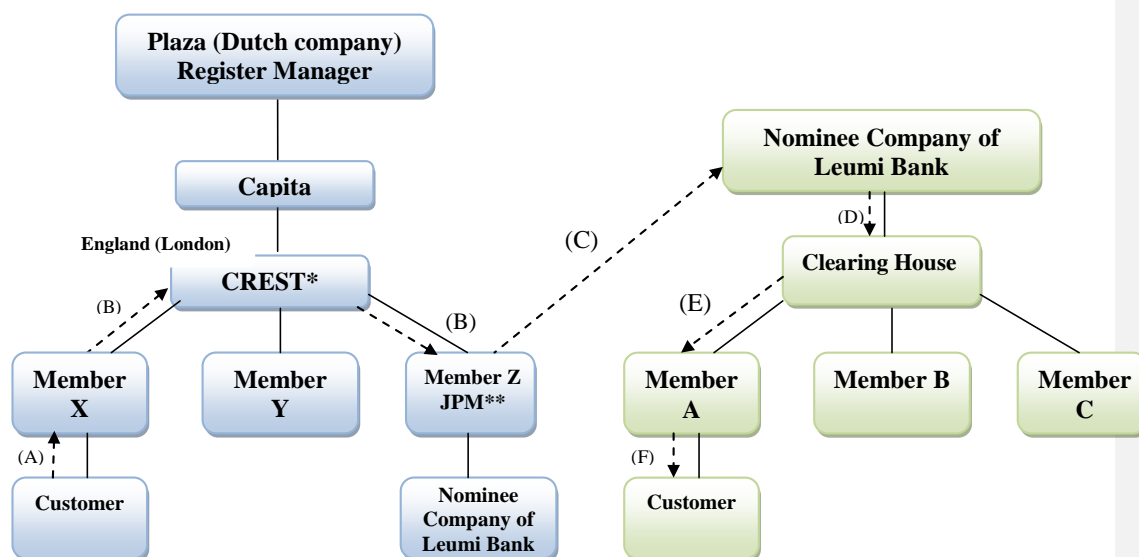 Plaza (Dutch company)
Register Manager
Nominee Company of
Leumi Bank
Capita
(D)
England (London)
(C)
Clearing House
CREST*
(B)
(B)
(E)
Member
X
Member
Y
Member Z
JPM**
Member
A
Member B
Member
C
(A)
(F)
Customer
Nominee
Company of
Leumi Bank
Customer